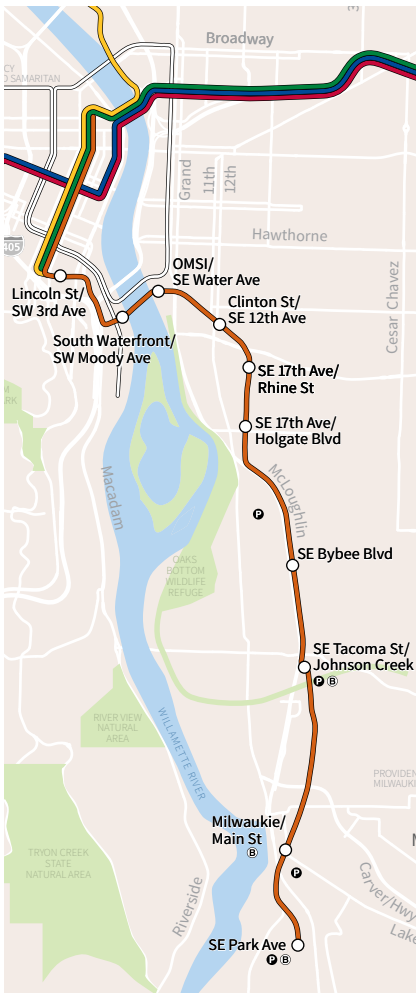 Broadway
CY
D SAMARITAN
Grand
11th
12th
Hawthorne
405
Cesar Chavez
OMSI/
SE Water Ave
Lincoln St/
SW 3rd Ave
Clinton St/
SE 12th Ave
South Waterfront/
SW Moody Ave
SE 17th Ave/
Rhine St
M
ARK
SE 17th Ave/
Holgate Blvd
Macadam
McLoughlin
P
SE Bybee Blvd
OAKS
BOTTOM
WILDLIFE
REFUGE
SE Tacoma St/
Johnson Creek
P B
RIVER VIEW
NATURAL
AREA
WILLAMETTE RIVER
PROVIDEN
MILWAUKI
Milwaukie/
Main St
B
P
TRYON CREEK
STATE
NATURAL AREA
Riverside
Carver/Hwy
Lake
SE Park Ave
P B